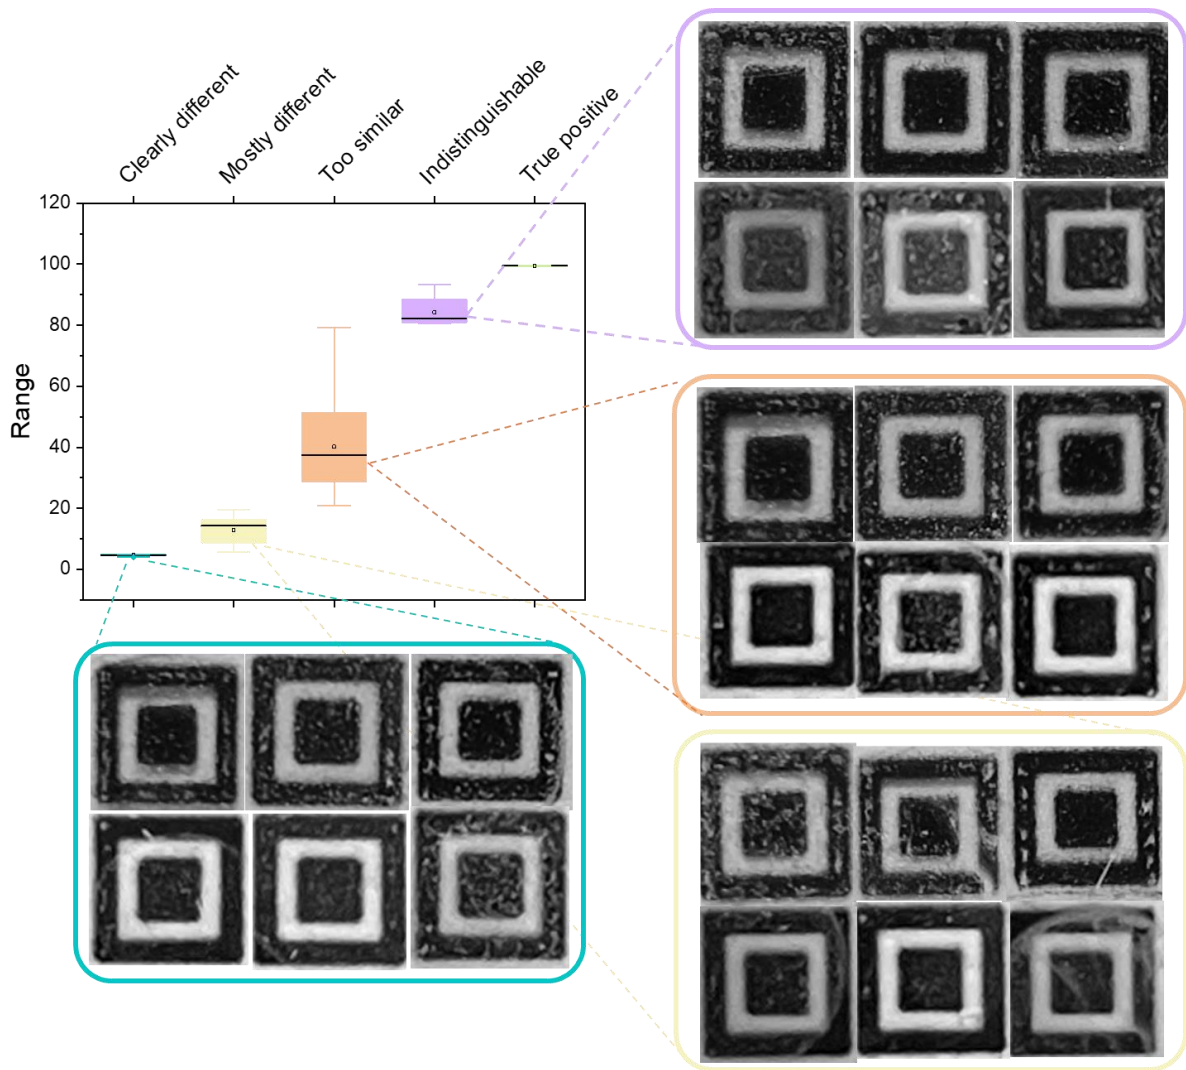 Clearly different
Mostly different
Too similar
Indistinguishable
True positive
120
100
80
60
40
20
0
Range